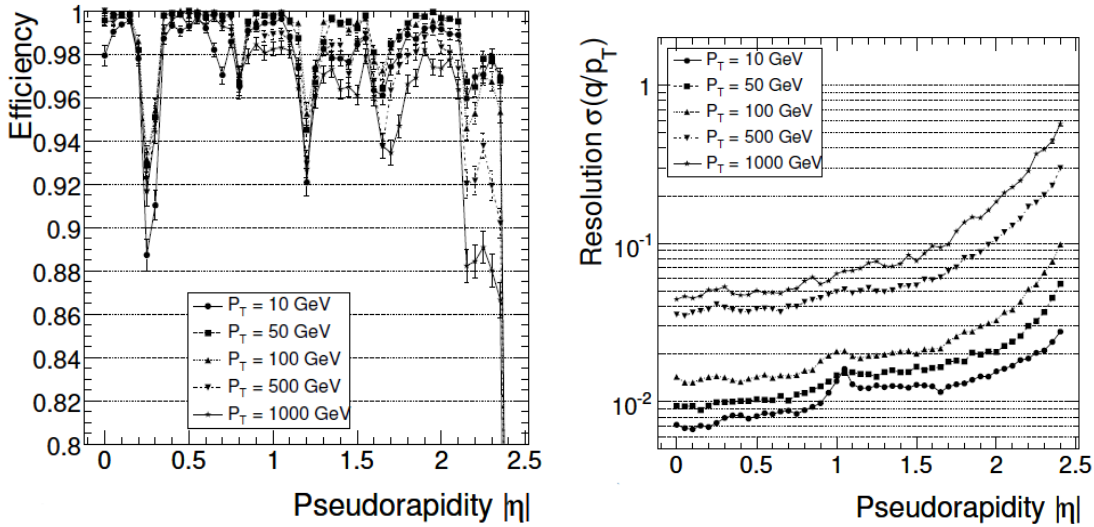 Efficiency
1
0.98
0.96
0.94
0.92
0.9
0.88
0.86
0.84
0.82
0.8
P_T = 10 GeV
P_T = 50 GeV
P_T = 100 GeV
P_T = 500 GeV
P_T = 1000 GeV
0 0.5 1 1.5 2 2.5
Pseudorapidity |η|
Resolution σ(q/p_T)
P_T = 10 GeV
P_T = 50 GeV
P_T = 100 GeV
P_T = 500 GeV
P_T = 1000 GeV
1
10^-1
10^-2
0 0.5 1 1.5 2 2.5
Pseudorapidity |η|